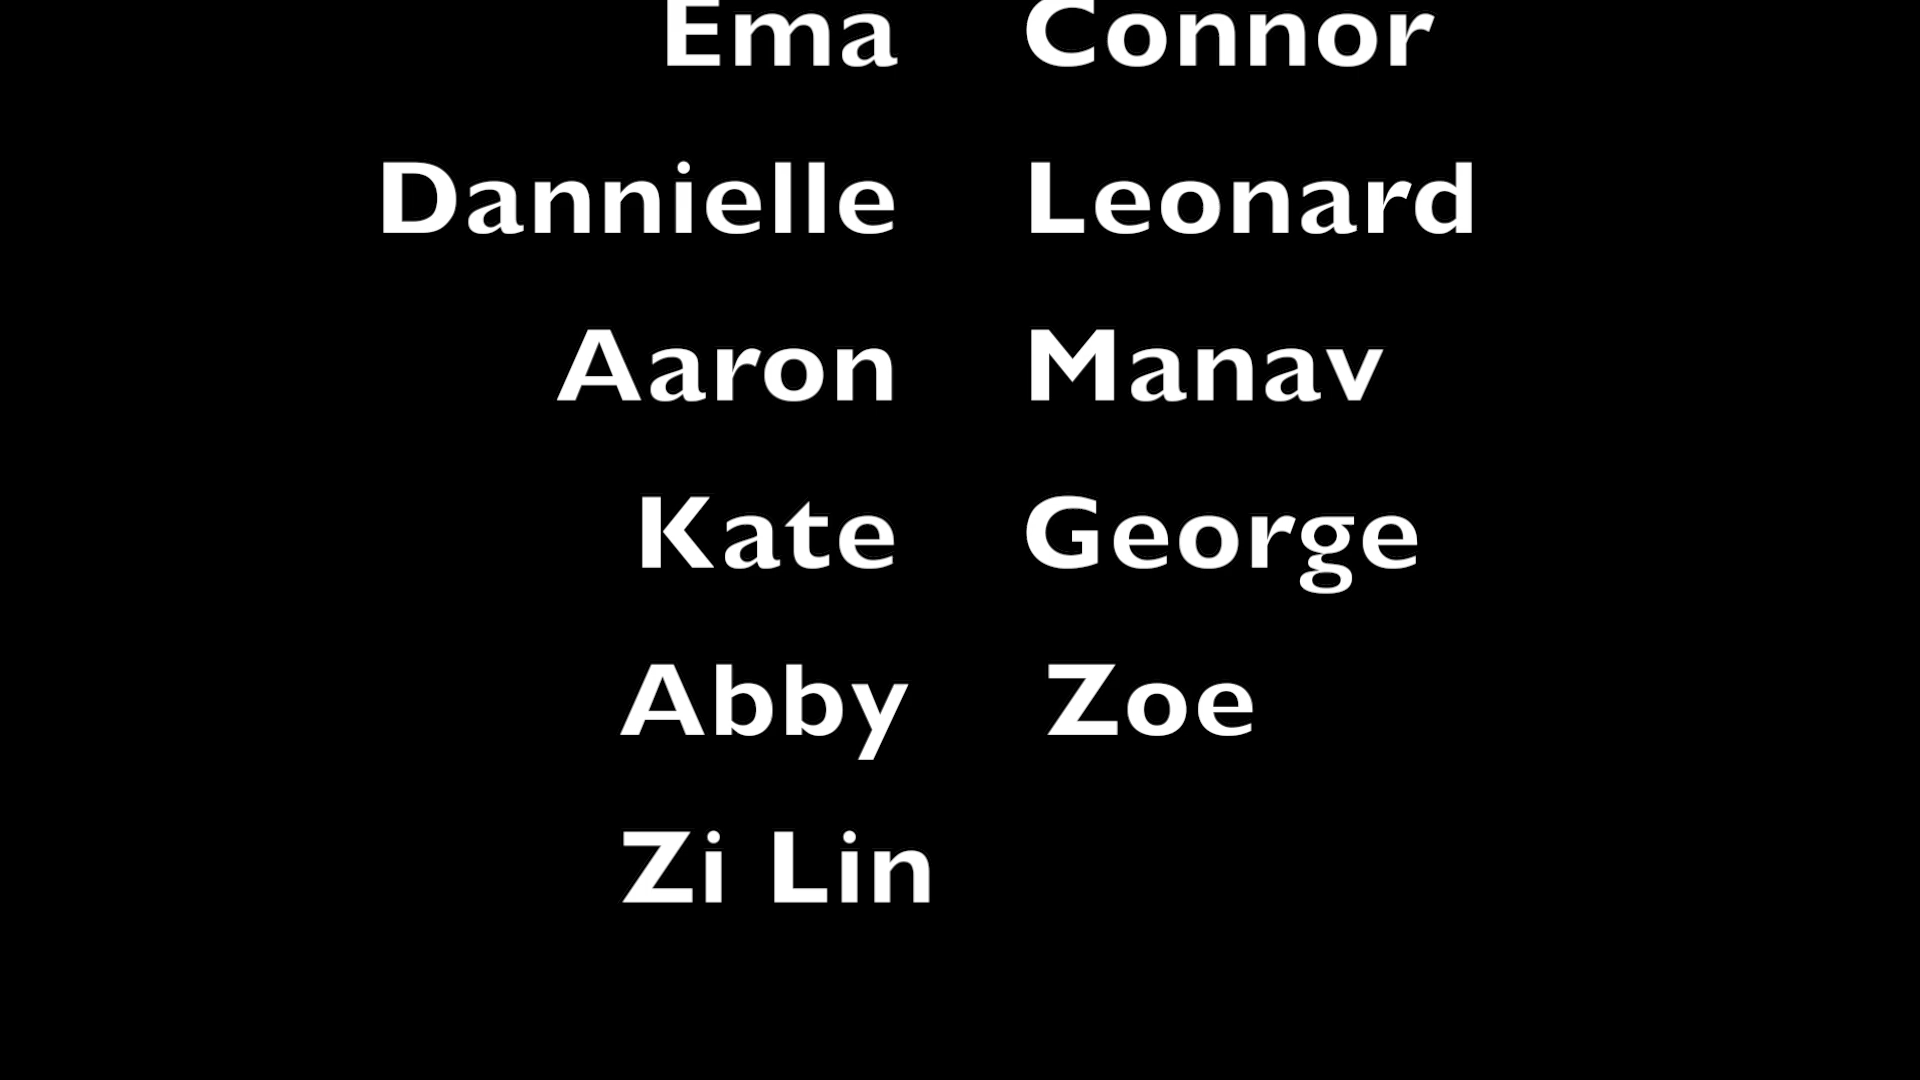 Ema Connor
Dannielle Leonard
Aaron Manav
Kate George
Abby Zoe
Zi Lin